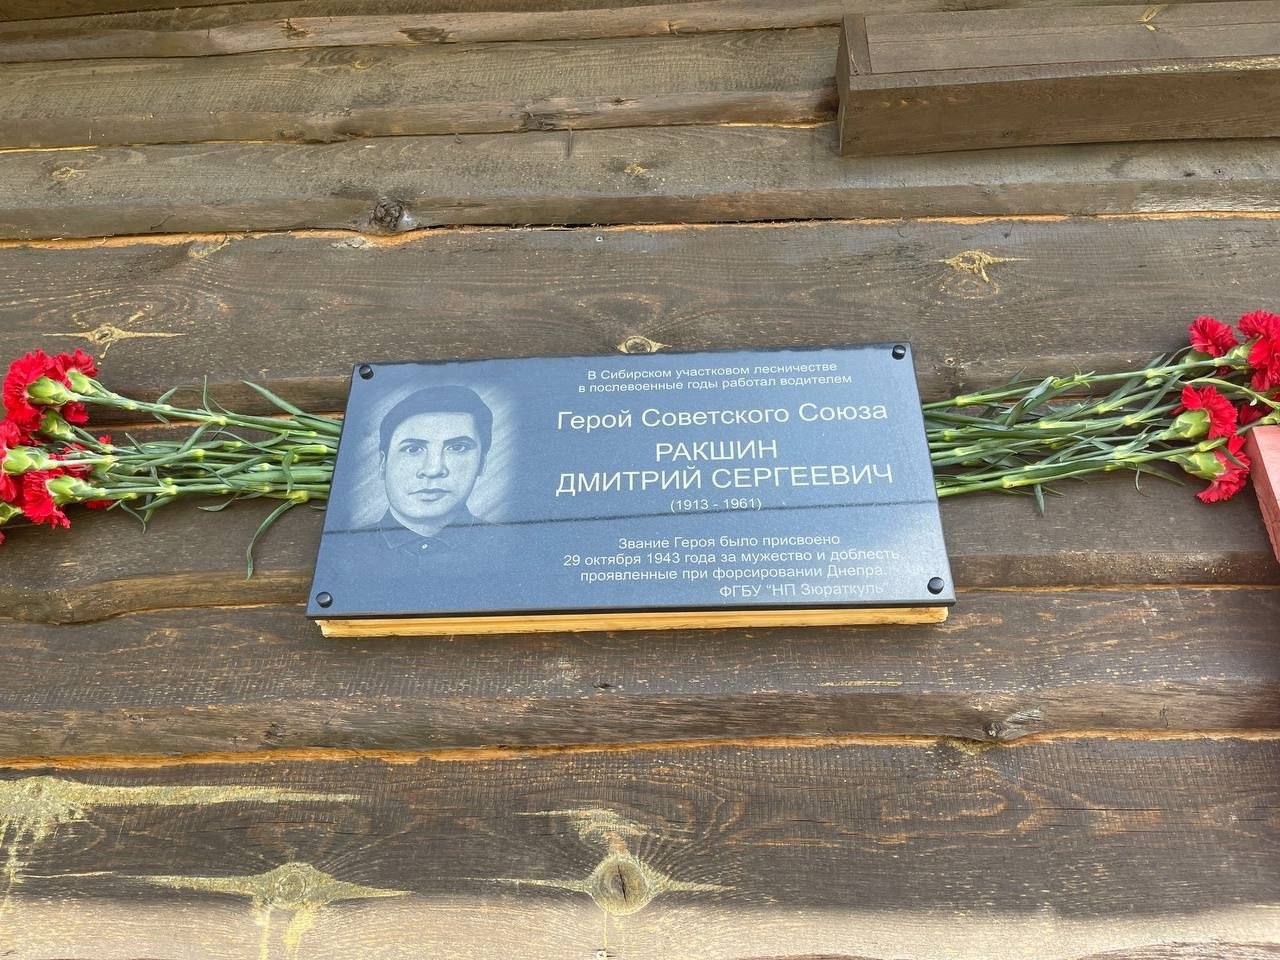 В Сибирском участковом лесничестве
в послевоенные годы работал водителем
Герой Советского Союза
РАКШИН
ДМИТРИЙ СЕРГЕЕВИЧ
(1913 - 1961)
Звание Героя было присвоено
29 октября 1943 года за мужество и доблесть,
проявленные при форсировании Днепра.
ФГБУ "НП Зюраткуль"